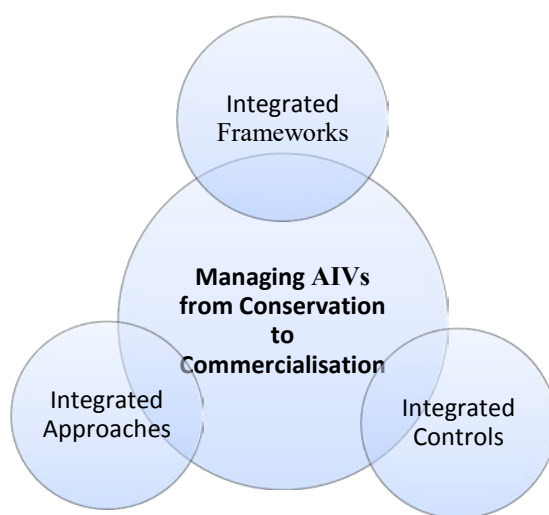 Integrated
Frameworks
Managing AIVs
from Conservation
to
Commercialisation
Integrated
Approaches
Integrated
Controls